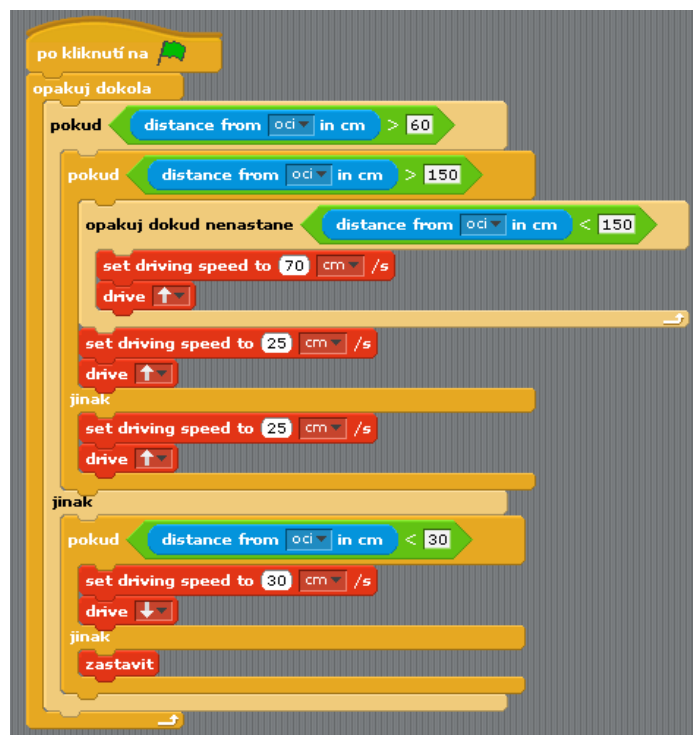 po kliknutí na
opakuj dokola
pokud distance from oci in cm > 60
pokud distance from oci in cm > 150
opakuj dokud nenastane distance from oci in cm < 150
set driving speed to 70 cm /s
drive
set driving speed to 25 cm /s
drive
jinak
set driving speed to 25 cm /s
drive
jinak
pokud distance from oci in cm < 30
set driving speed to 30 cm /s
drive
jinak
zastavit